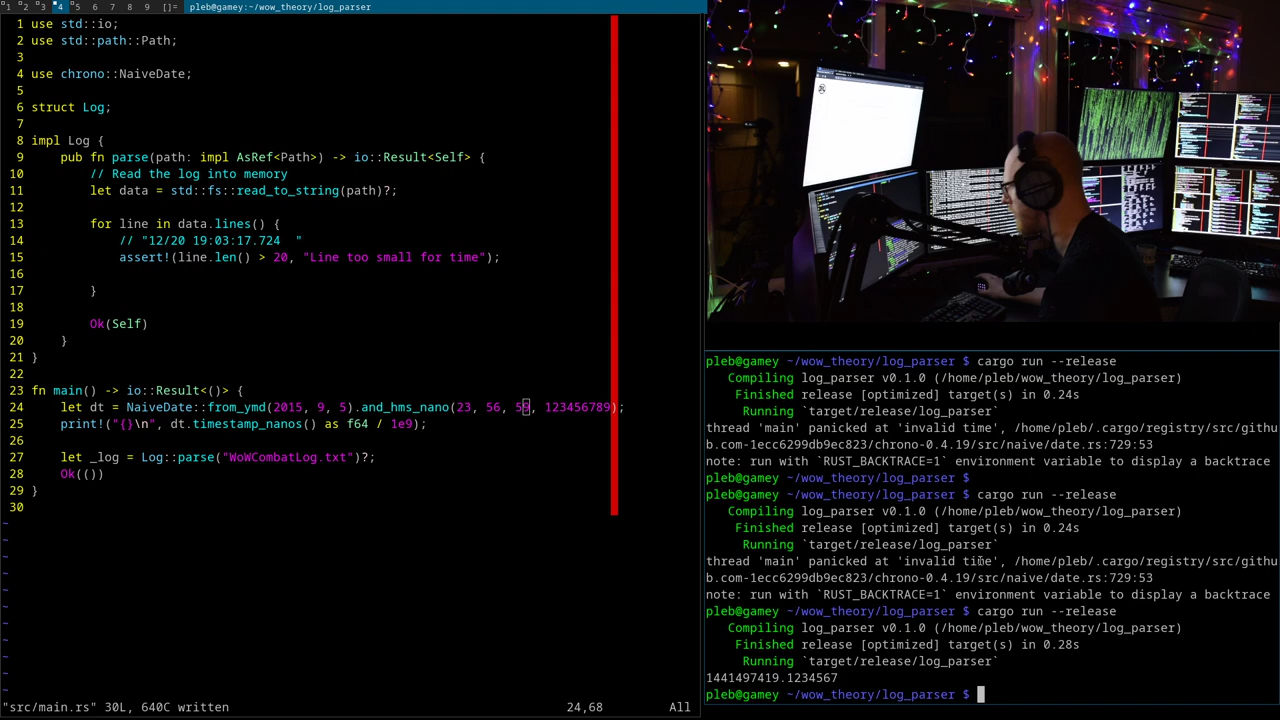 1 2 3 4 5 6 7 8 9 []= pleb@gamey:~/wow_theory/log_parser
1 use std::io;
2 use std::path::Path;
3
4 use chrono::NaiveDate;
5
6 struct Log;
7
8 impl Log {
9     pub fn parse(path: impl AsRef<Path>) -> io::Result<Self> {
10         // Read the log into memory
11         let data = std::fs::read_to_string(path)?;
12
13         for line in data.lines() {
14             // "12/20 19:03:17.724  "
15             assert!(line.len() > 20, "Line too small for time");
16
17         }
18
19         Ok(Self)
20     }
21 }
22
23 fn main() -> io::Result<()> {
24     let dt = NaiveDate::from_ymd(2015, 9, 5).and_hms_nano(23, 56, 59, 123456789);
25     print!("{}\n", dt.timestamp_nanos() as f64 / 1e9);
26
27     let _log = Log::parse("WoWCombatLog.txt")?;
28     Ok(())
29 }
30
~
~
~
~
~
~
~
~
~
~
~
"src/main.rs" 30L, 640C written 24,68 All
pleb@gamey ~/wow_theory/log_parser $ cargo run --release
   Compiling log_parser v0.1.0 (/home/pleb/wow_theory/log_parser)
    Finished release [optimized] target(s) in 0.24s
     Running `target/release/log_parser`
thread 'main' panicked at 'invalid time', /home/pleb/.cargo/registry/src/githu
b.com-1ecc6299db9ec823/chrono-0.4.19/src/naive/date.rs:729:53
note: run with `RUST_BACKTRACE=1` environment variable to display a backtrace
pleb@gamey ~/wow_theory/log_parser $
pleb@gamey ~/wow_theory/log_parser $ cargo run --release
   Compiling log_parser v0.1.0 (/home/pleb/wow_theory/log_parser)
    Finished release [optimized] target(s) in 0.24s
     Running `target/release/log_parser`
thread 'main' panicked at 'invalid time', /home/pleb/.cargo/registry/src/githu
b.com-1ecc6299db9ec823/chrono-0.4.19/src/naive/date.rs:729:53
note: run with `RUST_BACKTRACE=1` environment variable to display a backtrace
pleb@gamey ~/wow_theory/log_parser $ cargo run --release
   Compiling log_parser v0.1.0 (/home/pleb/wow_theory/log_parser)
    Finished release [optimized] target(s) in 0.28s
     Running `target/release/log_parser`
1441497419.1234567
pleb@gamey ~/wow_theory/log_parser $